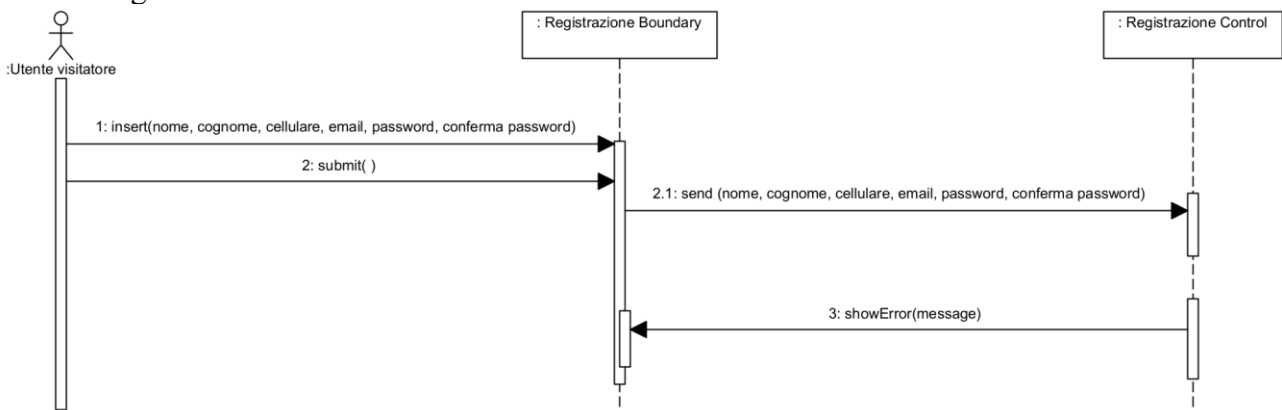 : Registrazione Boundary
: Registrazione Control
:Utente visitatore
1: insert(nome, cognome, cellulare, email, password, conferma password)
2: submit( )
2.1: send (nome, cognome, cellulare, email, password, conferma password)
3: showError(message)